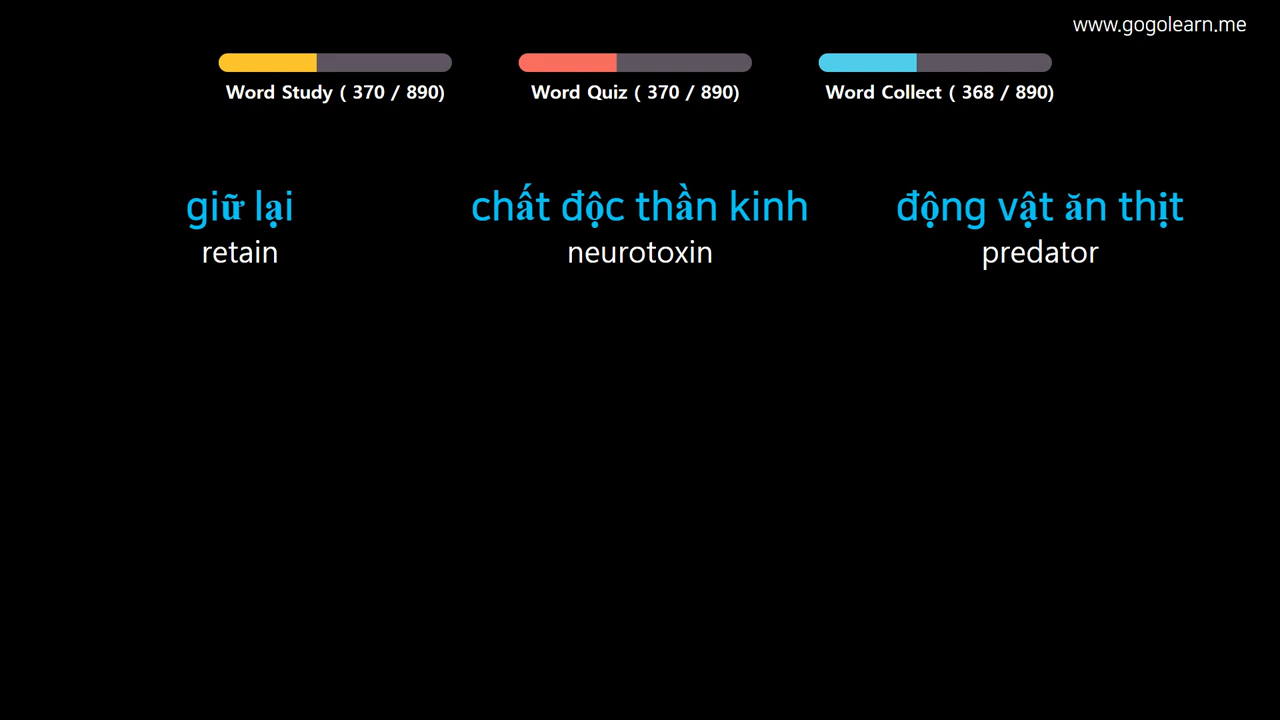 www.gogolearn.me
Word Study ( 370 / 890)
Word Quiz ( 370 / 890)
Word Collect ( 368 / 890)
giữ lại
retain
chất độc thần kinh
neurotoxin
động vật ăn thịt
predator